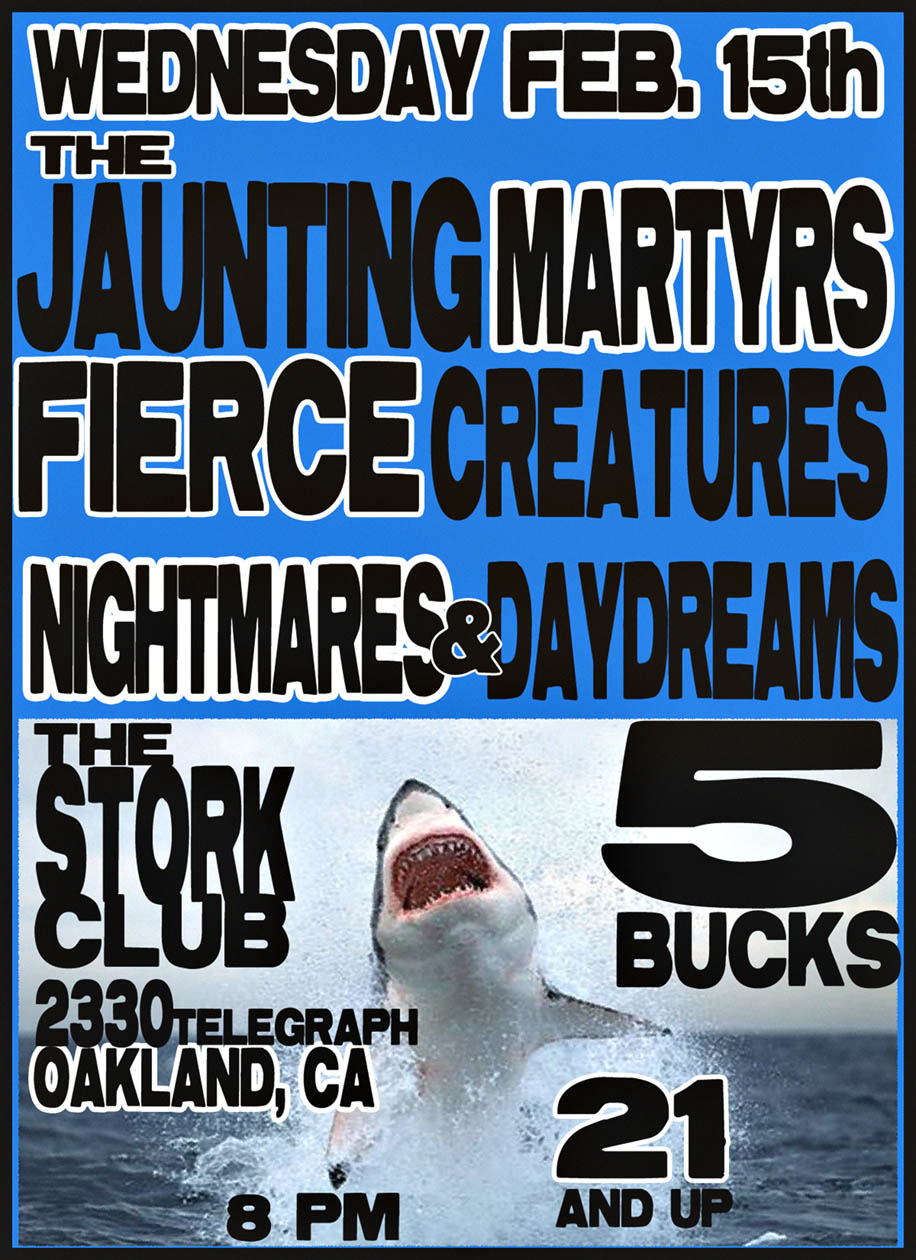 WEDNESDAY FEB. 15th
THE
JAUNTING MARTYRS
FIERCE CREATURES
NIGHTMARES & DAYDREAMS
THE
STORK
CLUB
2330 TELEGRAPH
OAKLAND, CA
5
BUCKS
21
AND UP
8 PM